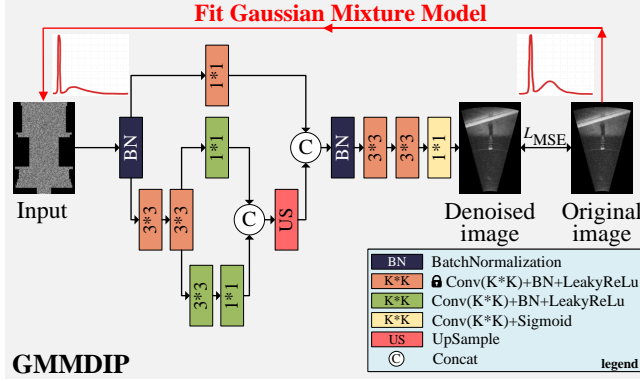 Fit Gaussian Mixture Model
1*1
BN
1*1
3*3
3*3
3*3
1*1
C
US
C
BN
3*3
3*3
1*1
L_MSE
Input
Denoised
image
Original
image
BN BatchNormalization
K*K Conv(K*K)+BN+LeakyReLu
K*K Conv(K*K)+BN+LeakyReLu
K*K Conv(K*K)+Sigmoid
US UpSample
C Concat
legend
GMMDIP